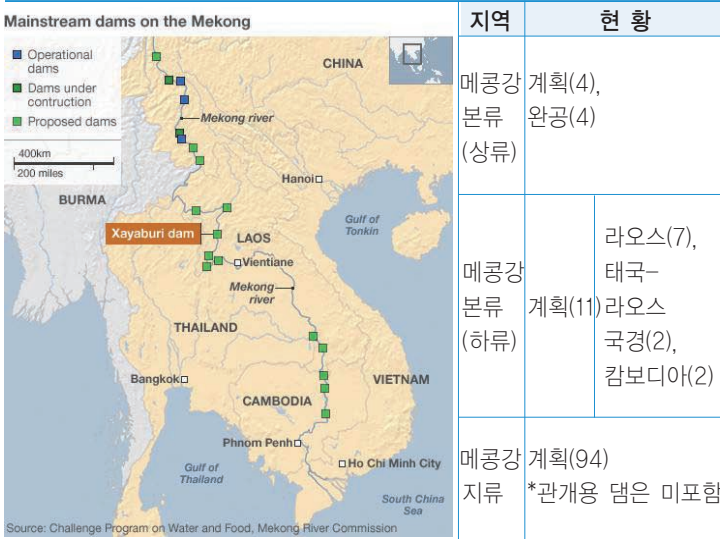 Mainstream dams on the Mekong
Operational
dams
Dams under
contruction
Proposed dams
400km
200 miles
CHINA
Mekong river
BURMA
Hanoi
Gulf of
Tonkin
Xayaburi dam
LAOS
Vientiane
Mekong
river
THAILAND
Bangkok
VIETNAM
CAMBODIA
Phnom Penh
Ho Chi Minh City
Gulf of
Thailand
South China
Sea
Source: Challenge Program on Water and Food, Mekong River Commission
지역 현 황
메콩강 계획(4),
본류 완공(4)
(상류)
메콩강
본류
(하류)
계획(11)
라오스(7),
태국–
라오스
국경(2),
캄보디아(2)
메콩강 계획(94)
지류 *관개용 댐은 미포함